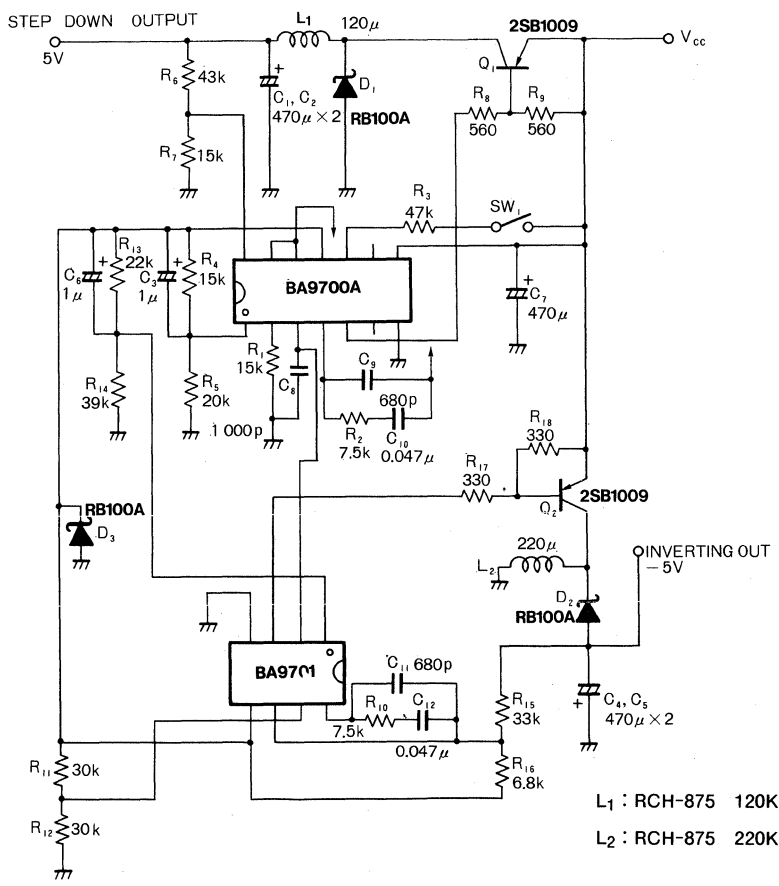 STEP DOWN OUTPUT
5V
L₁
120μ
2SB1009
Vcc
R₆
43k
C₁, C₂
470μ×2
D₁
RB100A
Q₁
R₈
560
R₉
560
R₇
15k
R₃
47k
SW₁
R₁₃
22k
C₆
1μ
C₃
1μ
R₄
15k
BA9700A
C₇
470μ
R₁
15k
C₈
C₉
680p
R₁₄
39k
R₅
20k
1000p
R₂
7.5k
C₁₀
0.047μ
R₁₈
330
R₁₇
330
Q₂
2SB1009
RB100A
D₃
220μ
L₂
INVERTING OUT
−5V
D₂
RB100A
BA9701
C₁₁ 680p
R₁₀
C₁₂
7.5k
0.047μ
R₁₅
33k
C₄, C₅
470μ×2
R₁₁
30k
R₁₆
6.8k
R₁₂
30k
L₁ : RCH-875 120K
L₂ : RCH-875 220K